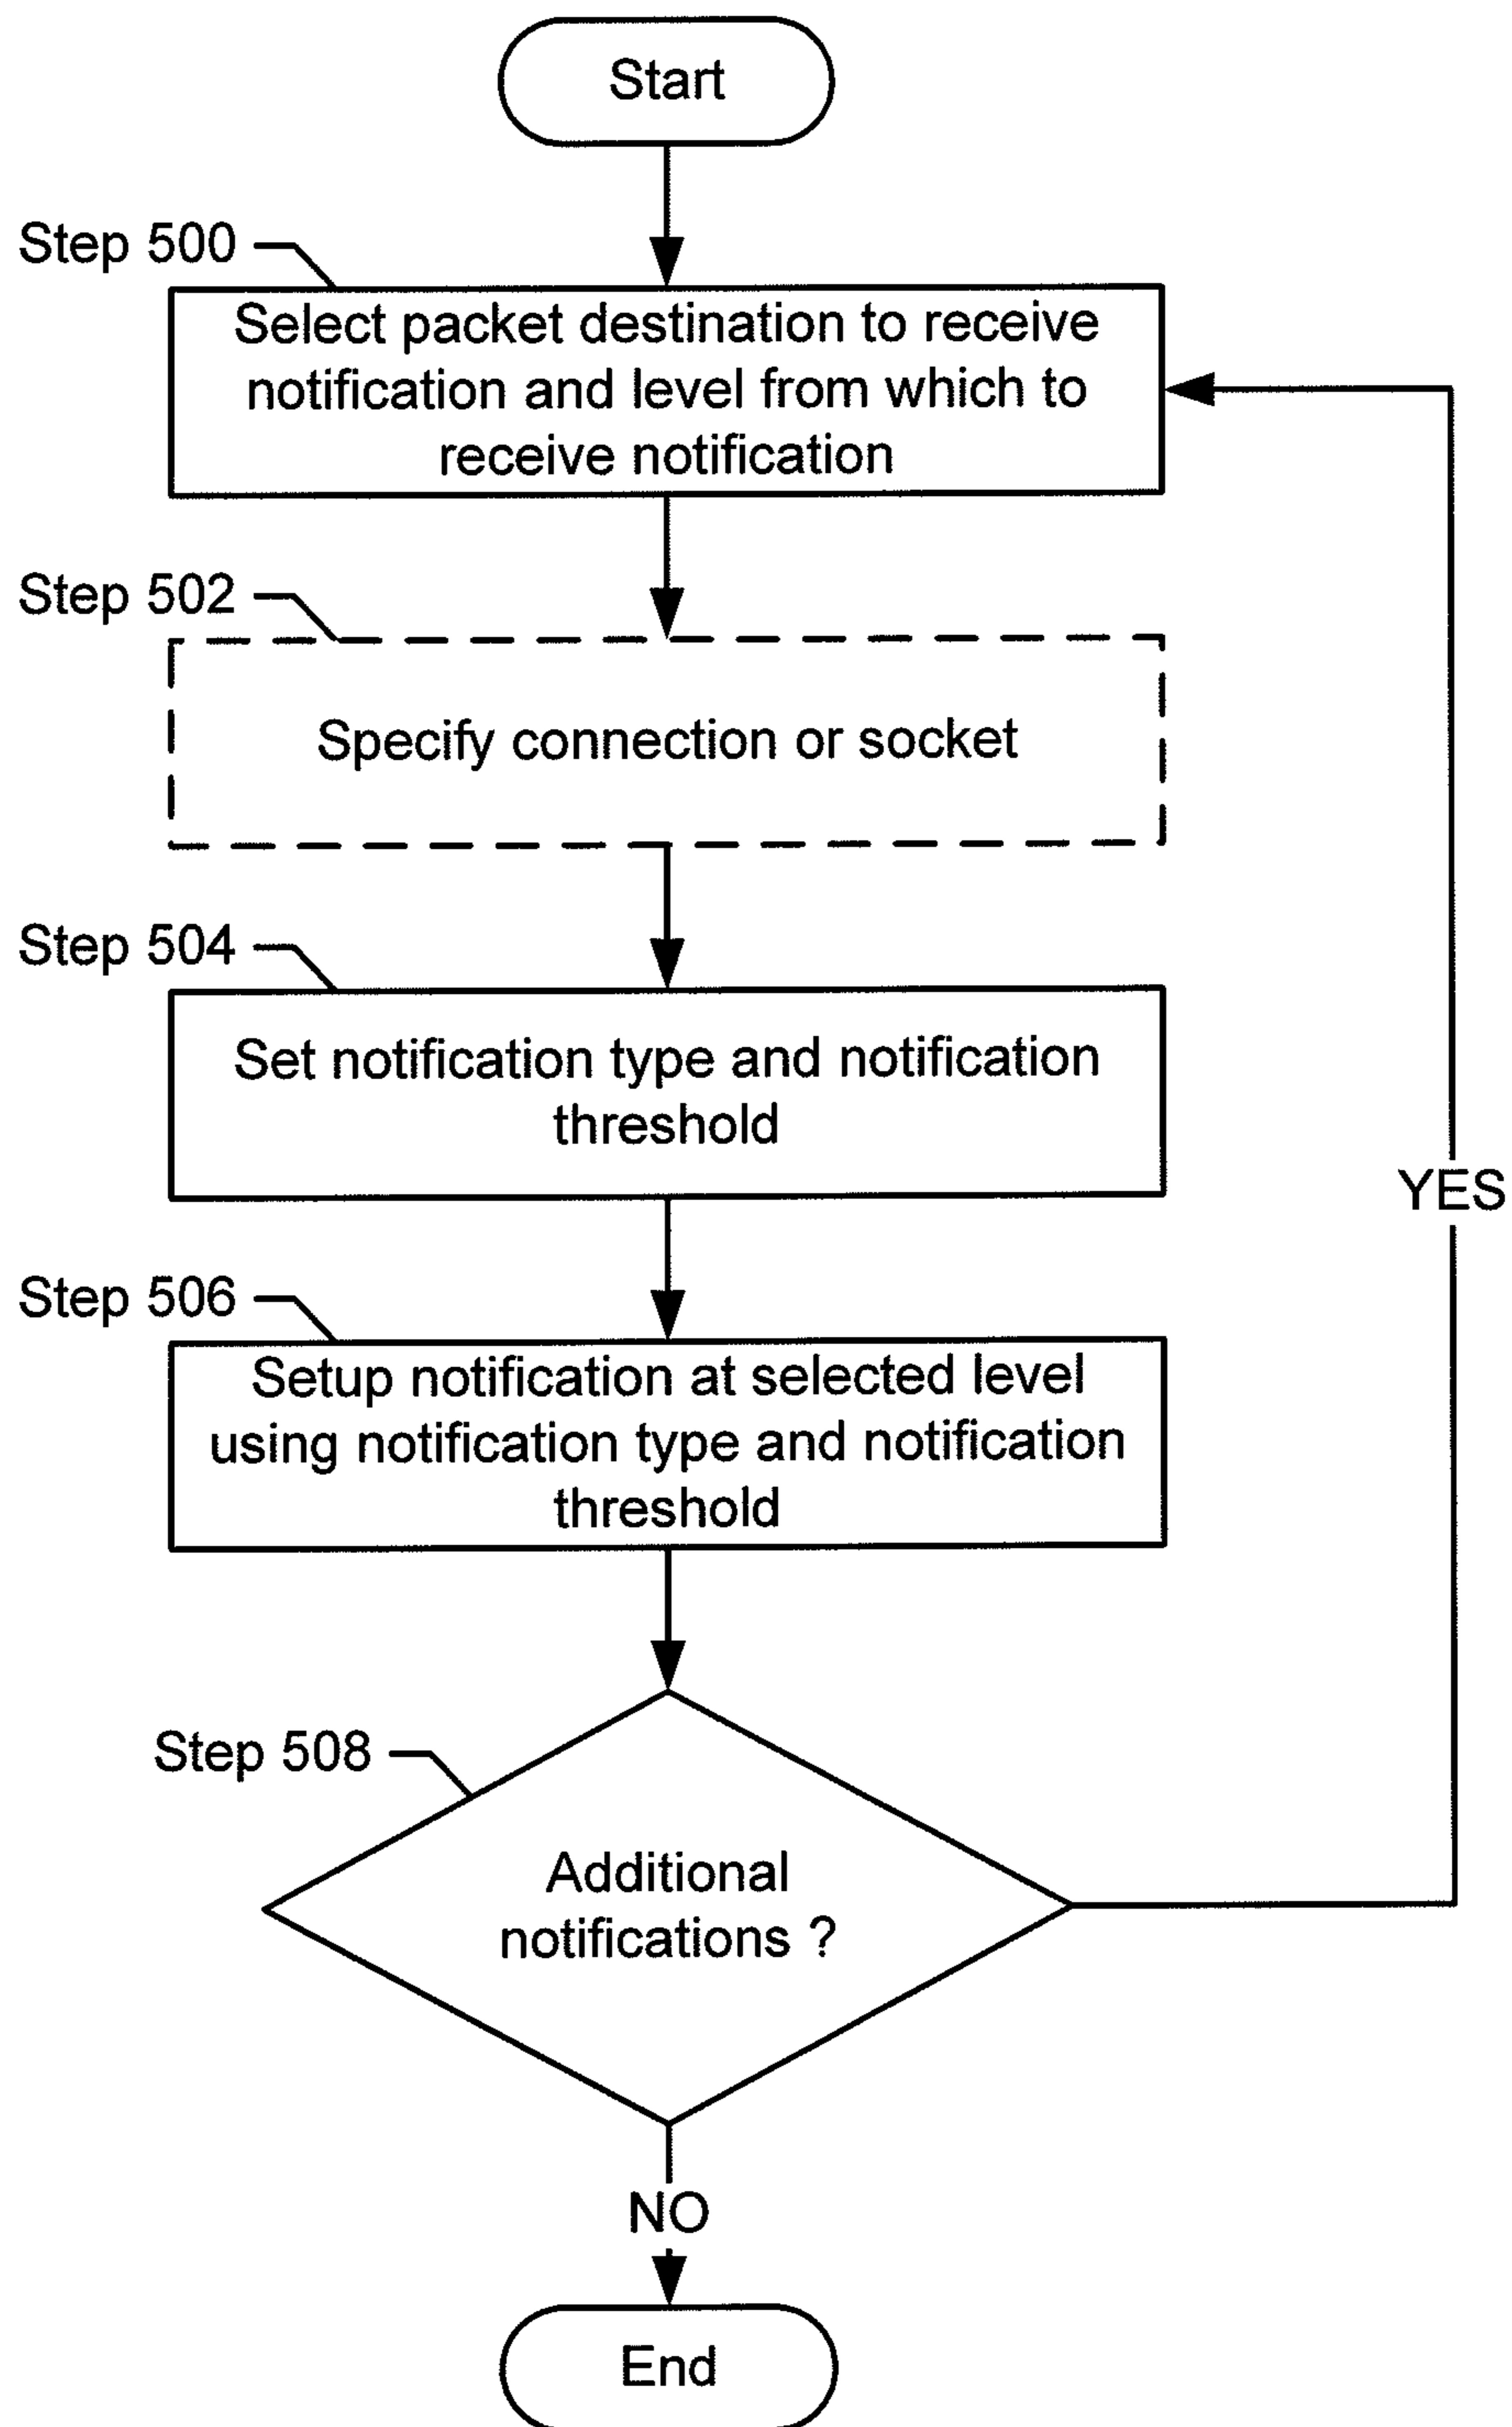 Start
Step 500
Select packet destination to receive
notification and level from which to
receive notification
Step 502
Specify connection or socket
Step 504
Set notification type and notification
threshold
YES
Step 506
Setup notification at selected level
using notification type and notification
threshold
Step 508
Additional
notifications ?
NO
End